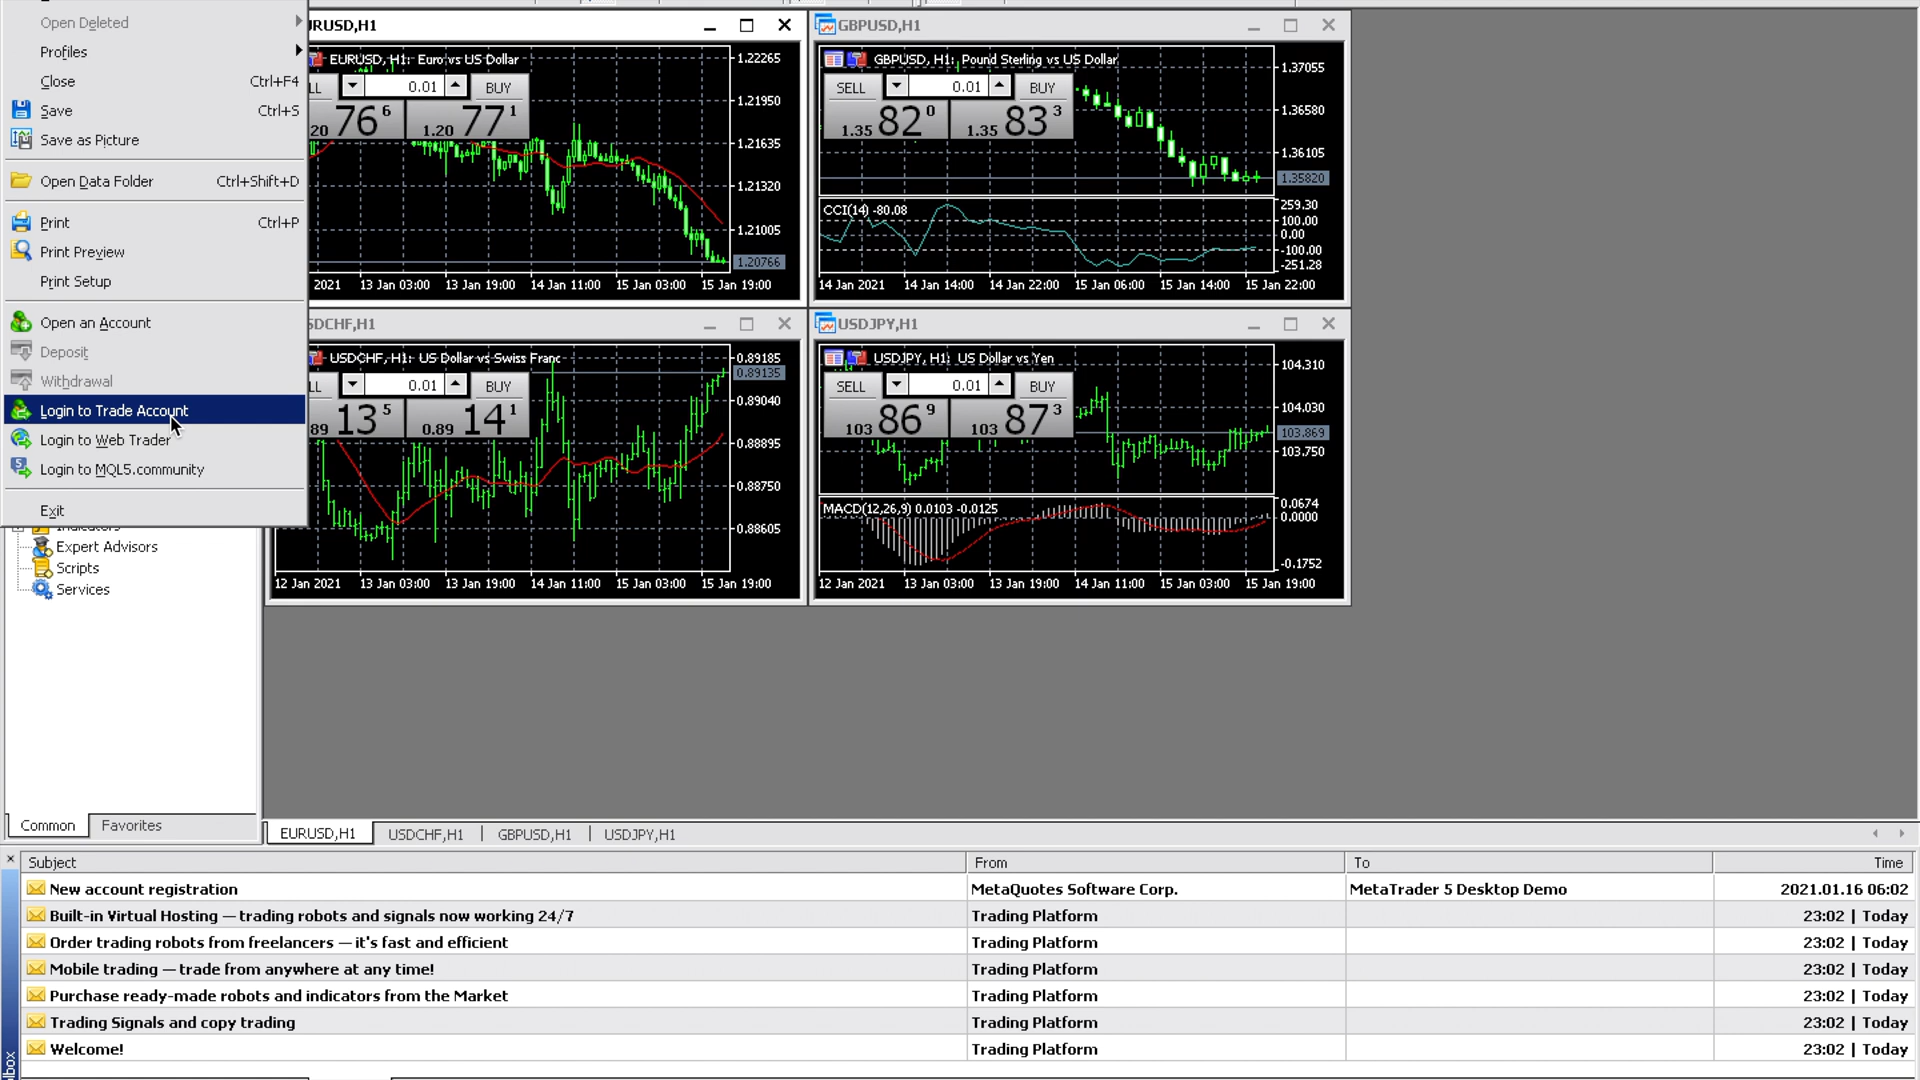 Open Deleted
Profiles
Close Ctrl+F4
Save Ctrl+S
Save as Picture
Open Data Folder Ctrl+Shift+D
Print Ctrl+P
Print Preview
Print Setup
Open an Account
Deposit
Withdrawal
Login to Trade Account
Login to Web Trader
Login to MQL5.community
Exit
Indicators
Expert Advisors
Scripts
Services
Common Favorites
URUSD,H1
EURUSD, H1: Euro vs US Dollar
LL 0.01 BUY
20 76 6 1.20 77 1
1.22265
1.21950
1.21635
1.21320
1.21005
1.20766
2021 13 Jan 03:00 13 Jan 19:00 14 Jan 11:00 15 Jan 03:00 15 Jan 19:00
GBPUSD,H1
GBPUSD, H1: Pound Sterling vs US Dollar
SELL 0.01 BUY
1.35 82 0 1.35 83 3
1.37055
1.36580
1.36105
1.35820
CCI(14) -80.08
259.30
100.00
0.00
-100.00
-251.28
14 Jan 2021 14 Jan 14:00 14 Jan 22:00 15 Jan 06:00 15 Jan 14:00 15 Jan 22:00
SDCHF,H1
USDCHF, H1: US Dollar vs Swiss Franc
LL 0.01 BUY
89 13 5 0.89 14 1
0.89185
0.89135
0.89040
0.88895
0.88750
0.88605
12 Jan 2021 13 Jan 03:00 13 Jan 19:00 14 Jan 11:00 15 Jan 03:00 15 Jan 19:00
USDJPY,H1
USDJPY, H1: US Dollar vs Yen
SELL 0.01 BUY
103 86 9 103 87 3
104.310
104.030
103.869
103.750
MACD(12,26,9) 0.0103 -0.0125
0.0674
0.0000
-0.1752
12 Jan 2021 13 Jan 03:00 13 Jan 19:00 14 Jan 11:00 15 Jan 03:00 15 Jan 19:00
EURUSD,H1 USDCHF,H1 GBPUSD,H1 USDJPY,H1
Subject From To Time
New account registration MetaQuotes Software Corp. MetaTrader 5 Desktop Demo 2021.01.16 06:02
Built-in Virtual Hosting — trading robots and signals now working 24/7 Trading Platform 23:02 | Today
Order trading robots from freelancers — it's fast and efficient Trading Platform 23:02 | Today
Mobile trading — trade from anywhere at any time! Trading Platform 23:02 | Today
Purchase ready-made robots and indicators from the Market Trading Platform 23:02 | Today
Trading Signals and copy trading Trading Platform 23:02 | Today
Welcome! Trading Platform 23:02 | Today
lbox